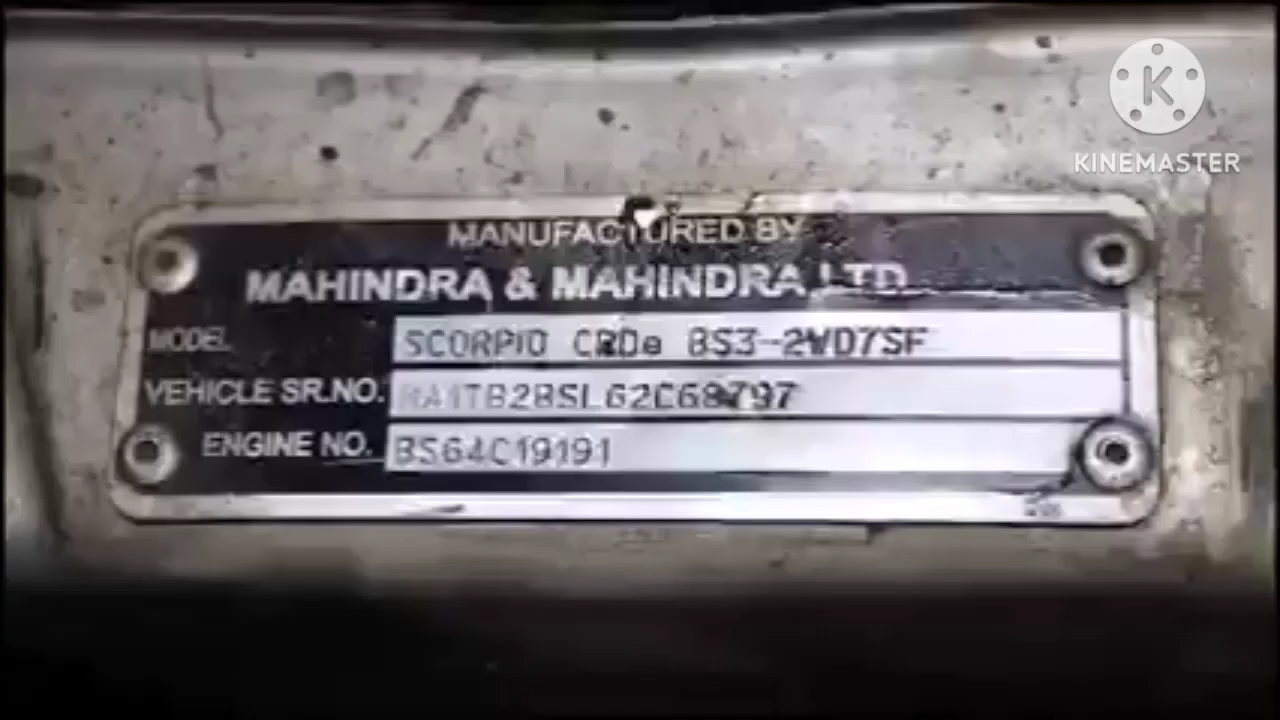 K
KINEMASTER
MANUFACTURED BY
MAHINDRA & MAHINDRA LTD
MODEL SCORPIO CRDe BS3-2WD7SF
VEHICLE SR.NO. MA1TB2BSL62C68797
ENGINE NO. BS64C19191